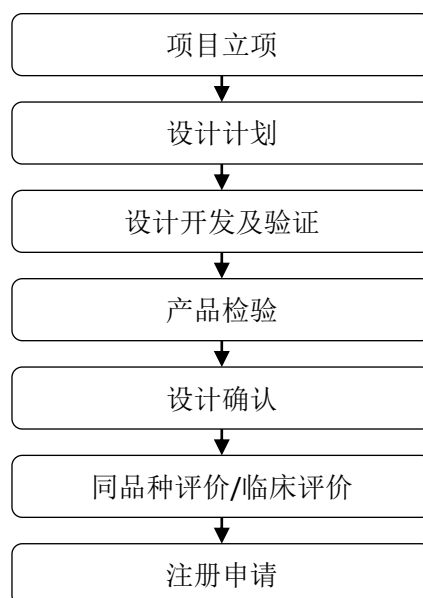 项目立项
设计计划
设计开发及验证
产品检验
设计确认
同品种评价/临床评价
注册申请